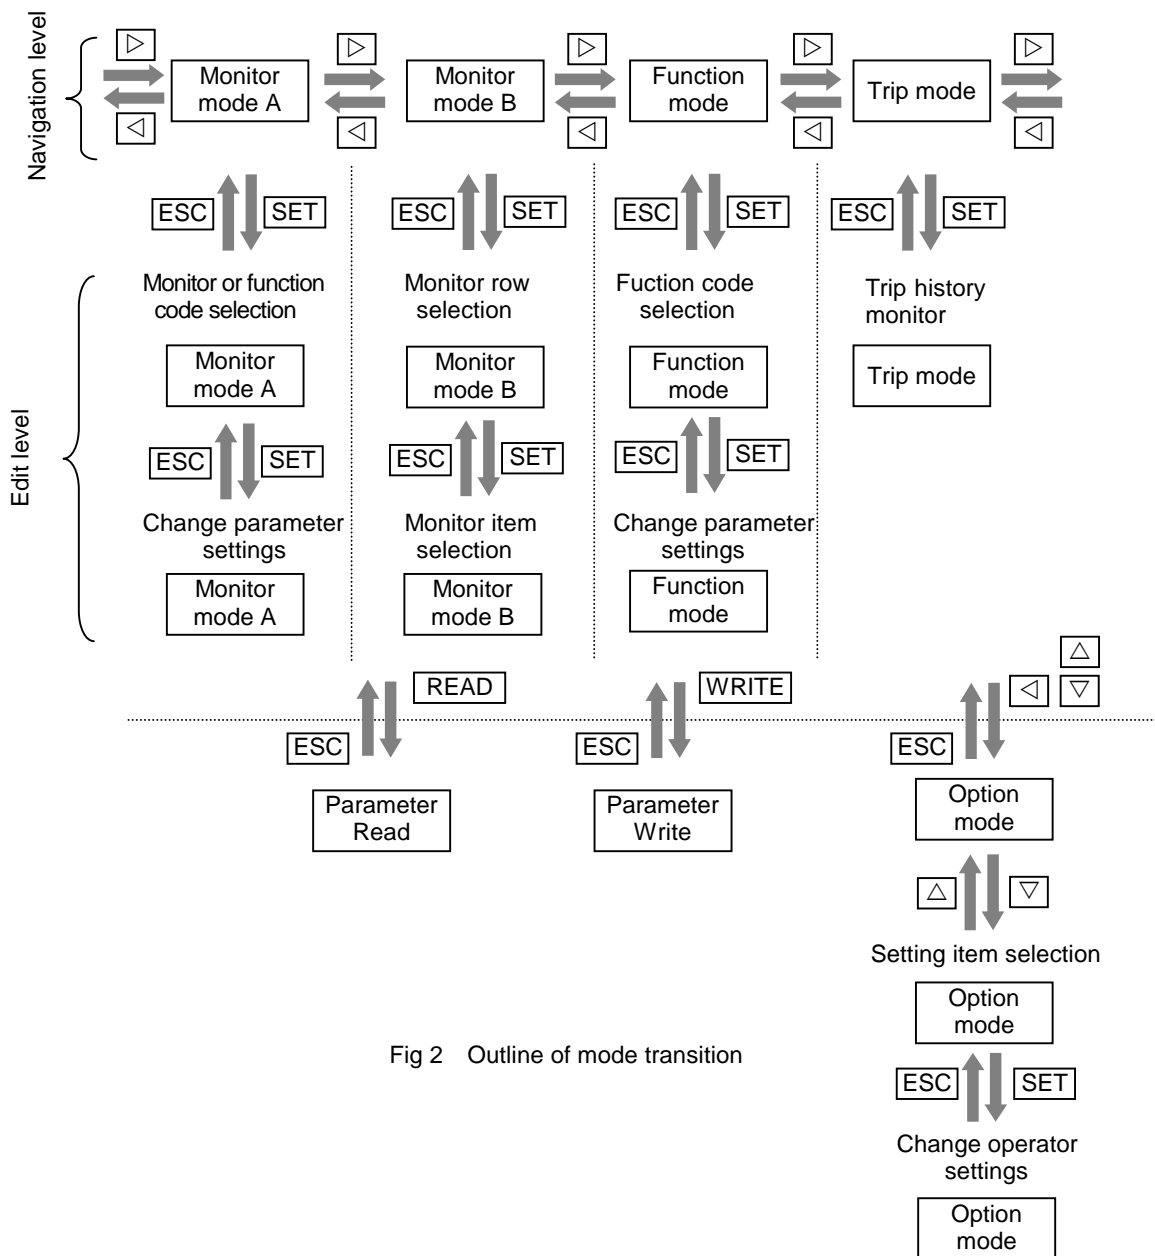 Navigation level
Monitor
mode A
Monitor
mode B
Function
mode
Trip mode
ESC
SET
ESC
SET
ESC
SET
ESC
SET
Edit level
Monitor or function
code selection
Monitor row
selection
Fuction code
selection
Trip history
monitor
Monitor
mode A
Monitor
mode B
Function
mode
Trip mode
ESC
SET
ESC
SET
ESC
SET
Change parameter
settings
Monitor item
selection
Change parameter
settings
Monitor
mode A
Monitor
mode B
Function
mode
READ
WRITE
ESC
ESC
ESC
Parameter
Read
Parameter
Write
Option
mode
Setting item selection
Option
mode
Fig 2 Outline of mode transition
ESC
SET
Change operator
settings
Option
mode